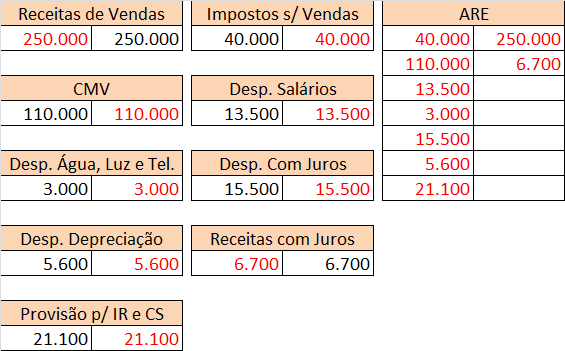 Receitas de Vendas
250.000 250.000
Impostos s/ Vendas
40.000 40.000
ARE
40.000 250.000
110.000 6.700
13.500
3.000
15.500
5.600
21.100
CMV
110.000 110.000
Desp. Salários
13.500 13.500
Desp. Água, Luz e Tel.
3.000 3.000
Desp. Com Juros
15.500 15.500
Desp. Depreciação
5.600 5.600
Receitas com Juros
6.700 6.700
Provisão p/ IR e CS
21.100 21.100